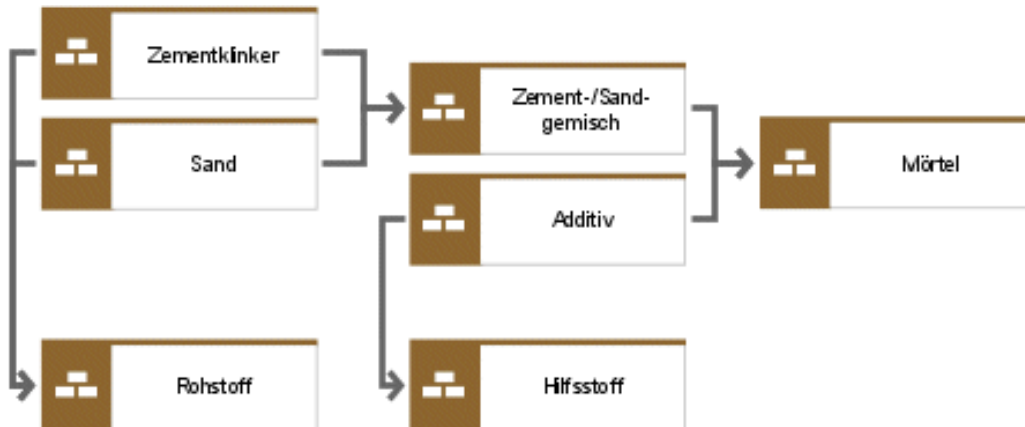 Zementklinker
Zement-/Sand-
gemisch
Sand
Mörtel
Additiv
Rohstoff
Hilfsstoff